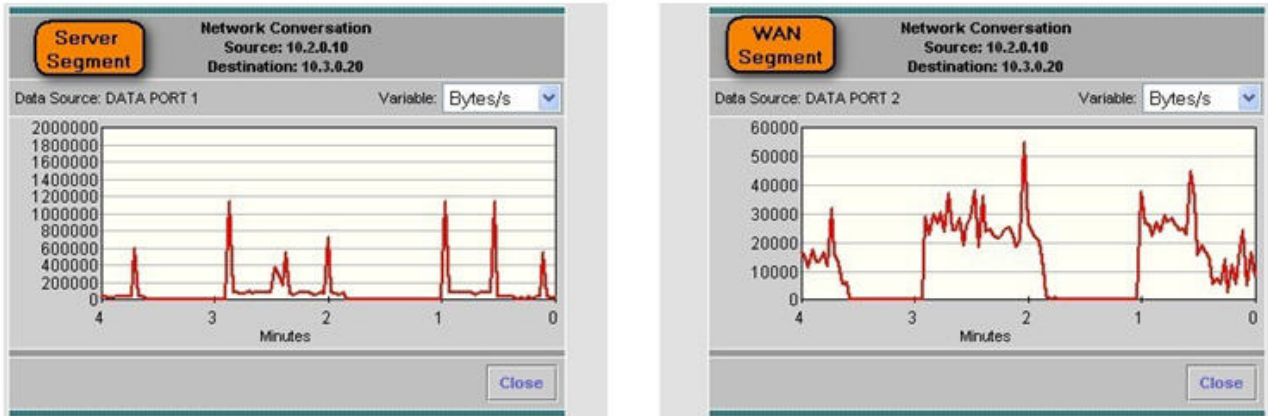 Server
Segment
Network Conversation
Source: 10.2.0.10
Destination: 10.3.0.20
Data Source: DATA PORT 1
Variable: Bytes/s
2000000
1800000
1600000
1400000
1200000
1000000
800000
600000
400000
200000
0
4 3 2 1 0
Minutes
Close
WAN
Segment
Network Conversation
Source: 10.2.0.10
Destination: 10.3.0.20
Data Source: DATA PORT 2
Variable: Bytes/s
60000
50000
40000
30000
20000
10000
0
4 3 2 1 0
Minutes
Close